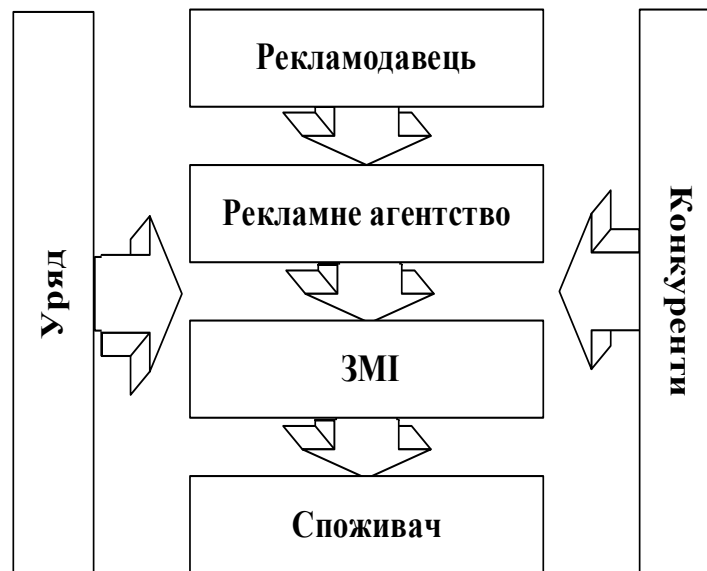 Рекламодавець
Рекламне агентство
ЗМІ
Споживач
Уряд
Конкуренти